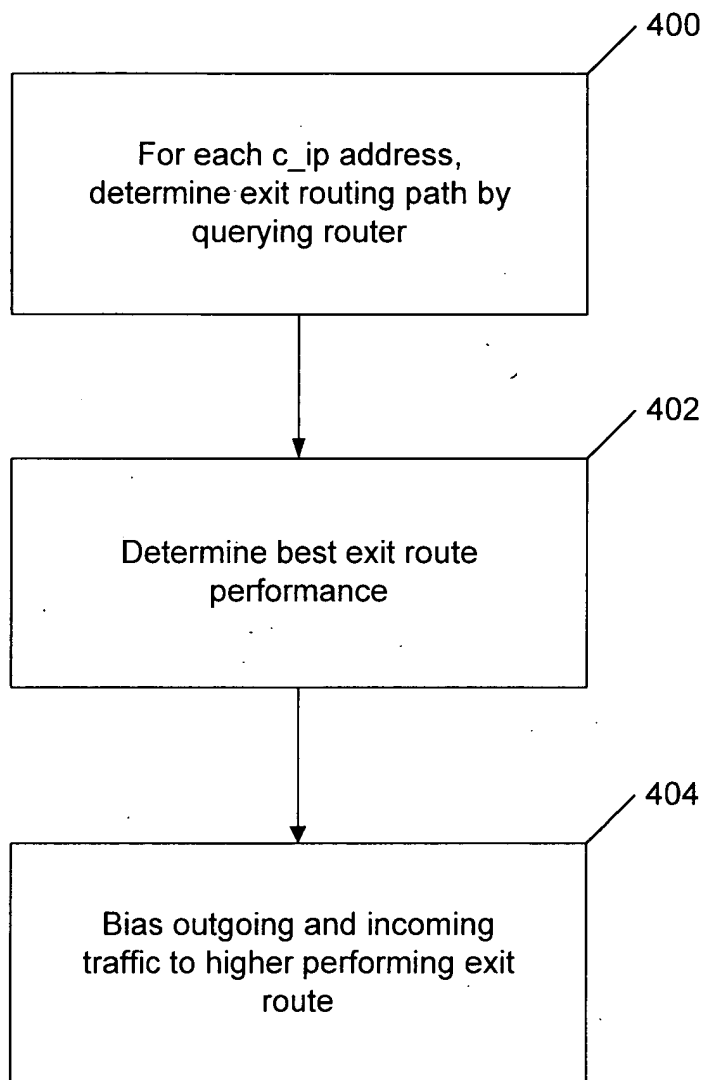 400
For each c_ip address,
determine exit routing path by
querying router
402
Determine best exit route
performance
404
Bias outgoing and incoming
traffic to higher performing exit
route